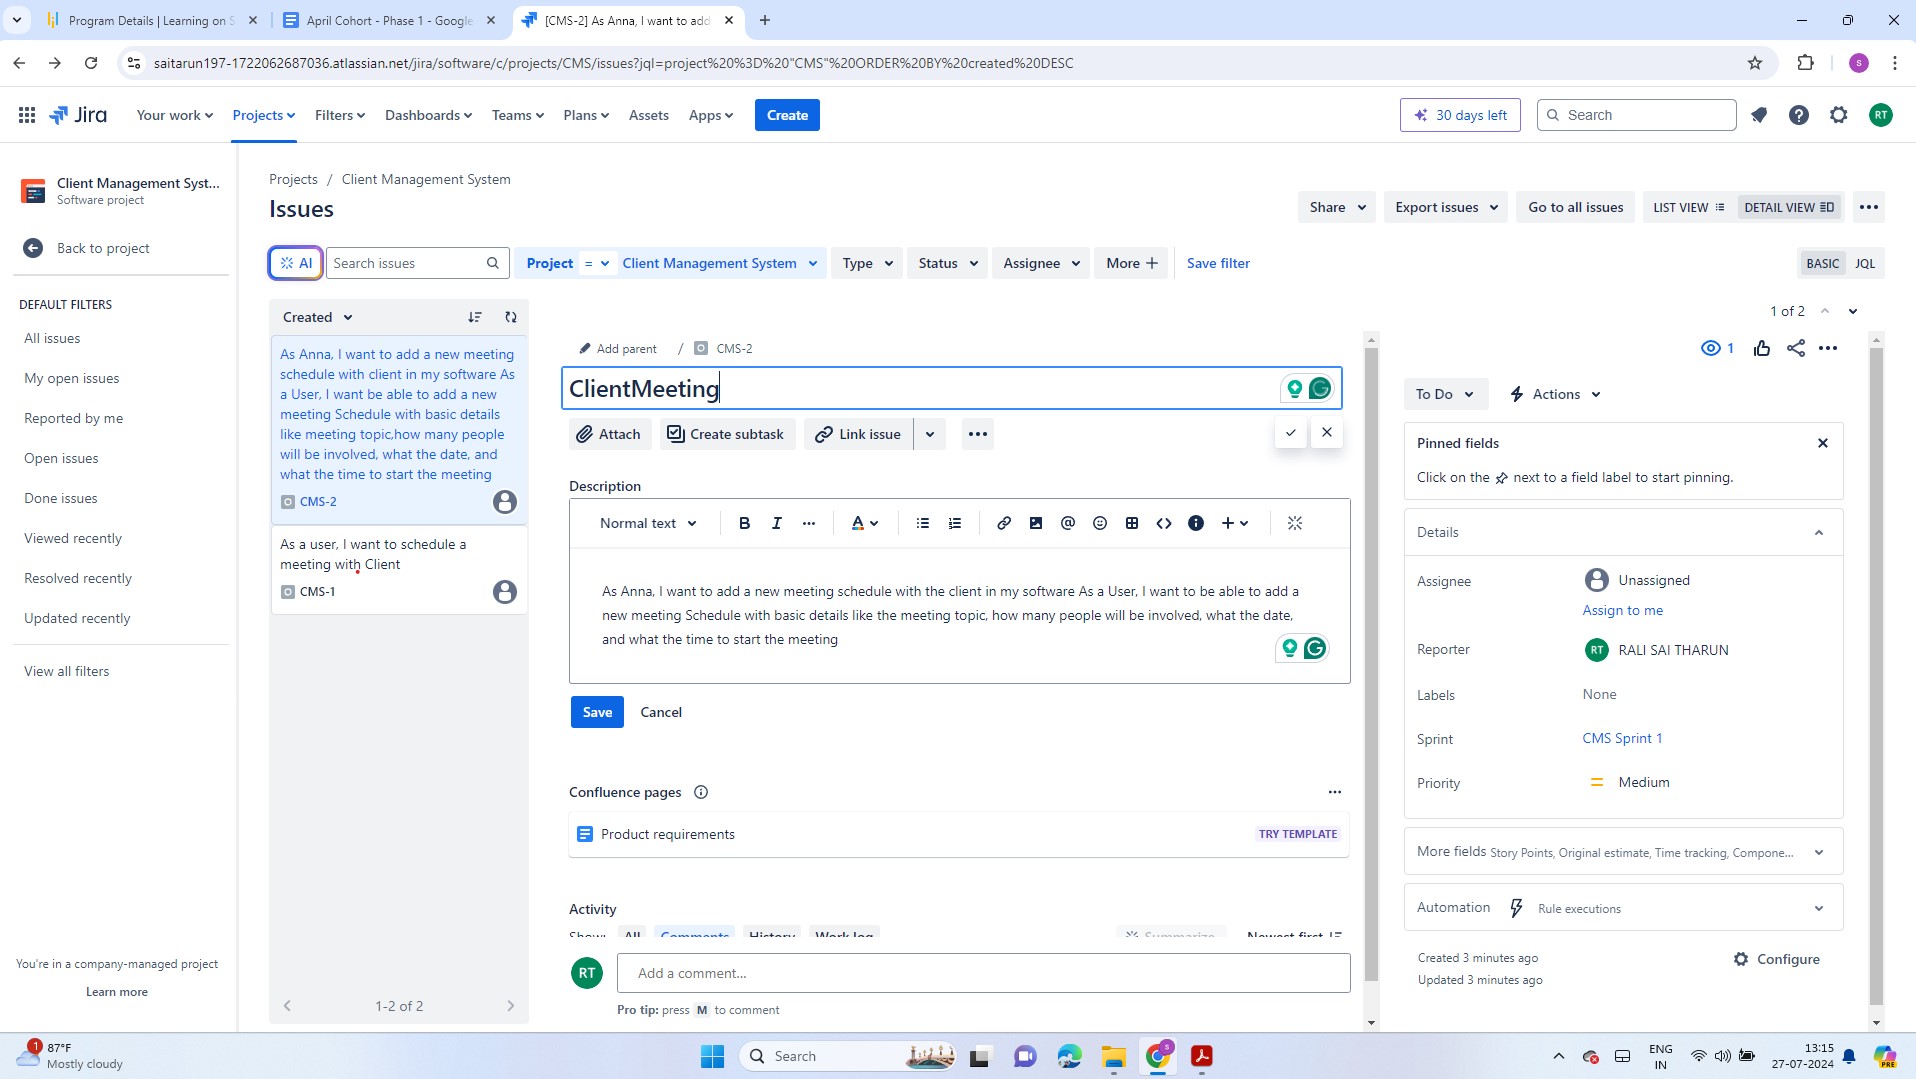 Program Details | Learning on S
April Cohort - Phase 1 - Google
[CMS-2] As Anna, I want to add
saitarun197-1722062687036.atlassian.net/jira/software/c/projects/CMS/issues?jql=project%20%3D%20"CMS"%20ORDER%20BY%20created%20DESC
S
Jira
Your work
Projects
Filters
Dashboards
Teams
Plans
Assets
Apps
Create
30 days left
Search
RT
Client Management Syst...
Software project
Back to project
DEFAULT FILTERS
All issues
My open issues
Reported by me
Open issues
Done issues
Viewed recently
Resolved recently
Updated recently
View all filters
You're in a company-managed project
Learn more
Projects / Client Management System
Issues
Share
Export issues
Go to all issues
LIST VIEW
DETAIL VIEW
AI
Search issues
Project = Client Management System
Type
Status
Assignee
More
Save filter
BASIC
JQL
Created
As Anna, I want to add a new meeting
schedule with client in my software As
a User, I want be able to add a new
meeting Schedule with basic details
like meeting topic,how many people
will be involved, what the date, and
what the time to start the meeting
CMS-2
As a user, I want to schedule a
meeting with Client
CMS-1
1-2 of 2
1 of 2
Add parent / CMS-2
ClientMeeting
Attach
Create subtask
Link issue
Description
Normal text
B
I
A
As Anna, I want to add a new meeting schedule with the client in my software As a User, I want to be able to add a
new meeting Schedule with basic details like the meeting topic, how many people will be involved, what the date,
and what the time to start the meeting
Save
Cancel
Confluence pages
Product requirements
TRY TEMPLATE
Activity
Show: All Comments History Work log
Summarize
Newest first
RT
Add a comment...
Pro tip: press M to comment
1
To Do
Actions
Pinned fields
Click on the next to a field label to start pinning.
Details
Assignee
Unassigned
Assign to me
Reporter
RT RALI SAI THARUN
Labels
None
Sprint
CMS Sprint 1
Priority
Medium
More fields Story Points, Original estimate, Time tracking, Compone...
Automation
Rule executions
Created 3 minutes ago
Updated 3 minutes ago
Configure
1
87°F
Mostly cloudy
Search
S
ENG
IN
13:15
27-07-2024
PRE